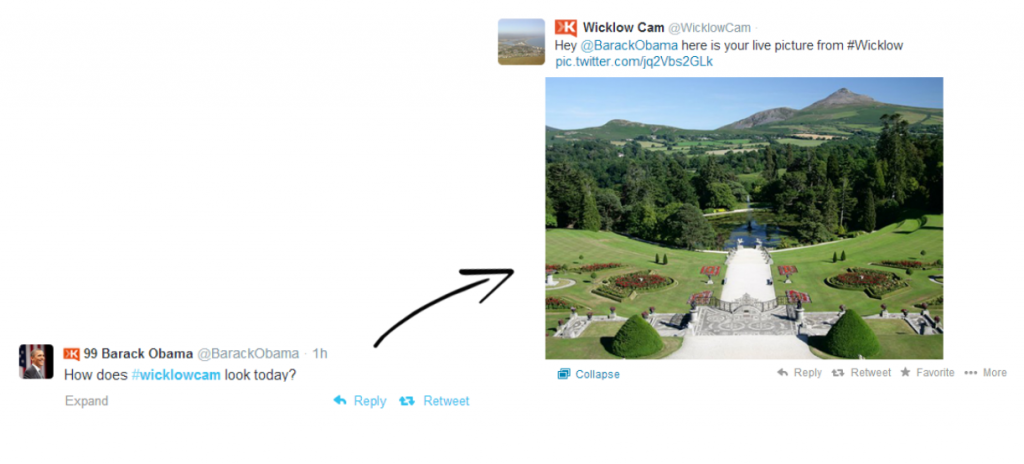 Wicklow Cam @WicklowCam ·
Hey @BarackObama here is your live picture from #Wicklow
pic.twitter.com/jq2Vbs2GLk
Collapse
Reply Retweet Favorite More
99 Barack Obama @BarackObama · 1h
How does #wicklowcam look today?
Expand
Reply Retweet